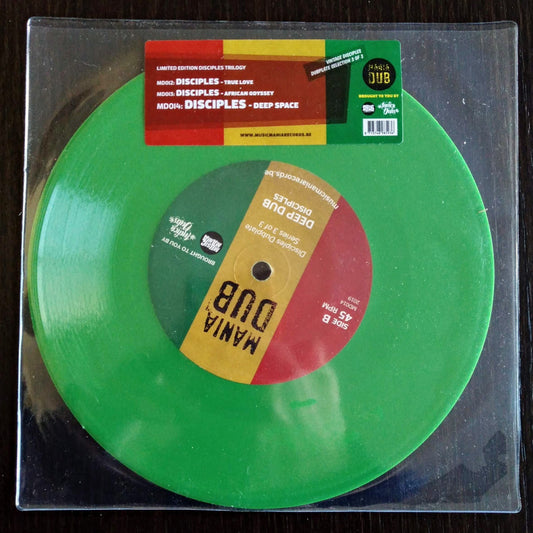 LIMITED EDITION DISCIPLES TRILOGY
MD012: DISCIPLES - TRUE LOVE
MD013: DISCIPLES - AFRICAN ODYSSEY
MD014: DISCIPLES - DEEP SPACE
WWW.MUSICMANIARECORDS.BE
VINTAGE DISCIPLES
DUBPLATE SELECTION 3 OF 3
MANIA
DUB
BROUGHT TO YOU BY
musicmaniarecords.be
DEEP DUB
DISCIPLES
Disciples Dubplate
Series 3 of 3
MANIA
DUB
BROUGHT TO YOU BY
SIDE B
45 RPM
MD014
2019